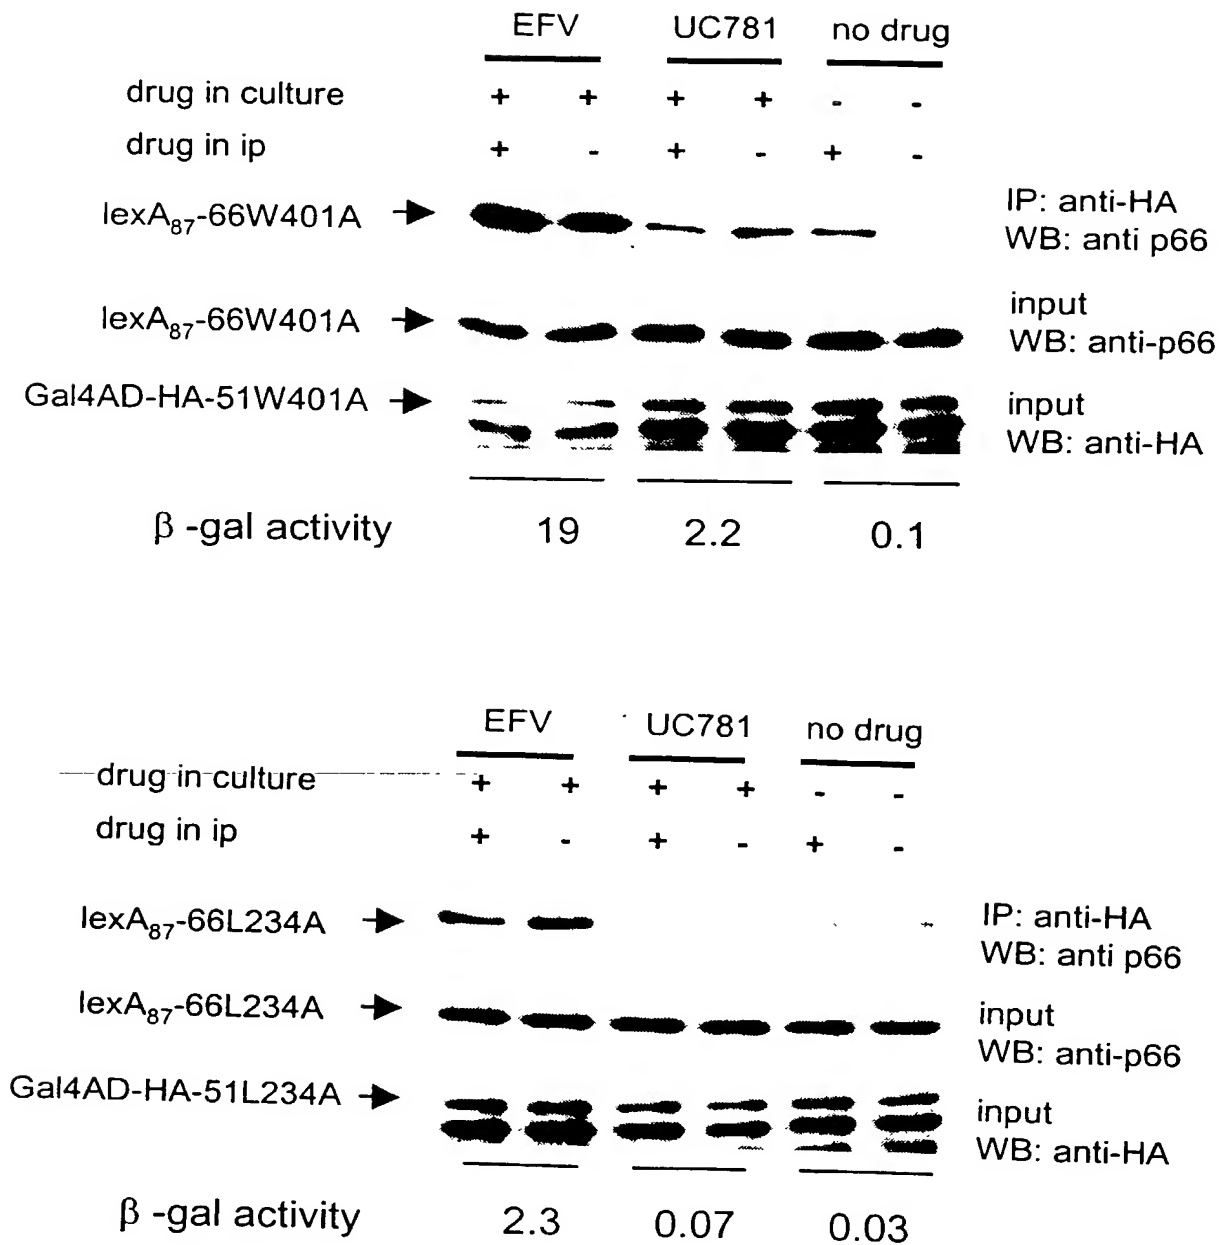 EFV UC781 no drug
drug in culture + + + + - -
drug in ip + - + - + -
lexA87-66W401A IP: anti-HA
WB: anti p66
lexA87-66W401A input
WB: anti-p66
Gal4AD-HA-51W401A input
WB: anti-HA
β -gal activity 19 2.2 0.1
EFV UC781 no drug
drug in culture + + + + - -
drug in ip + - + - + -
lexA87-66L234A IP: anti-HA
WB: anti p66
lexA87-66L234A input
WB: anti-p66
Gal4AD-HA-51L234A input
WB: anti-HA
β -gal activity 2.3 0.07 0.03